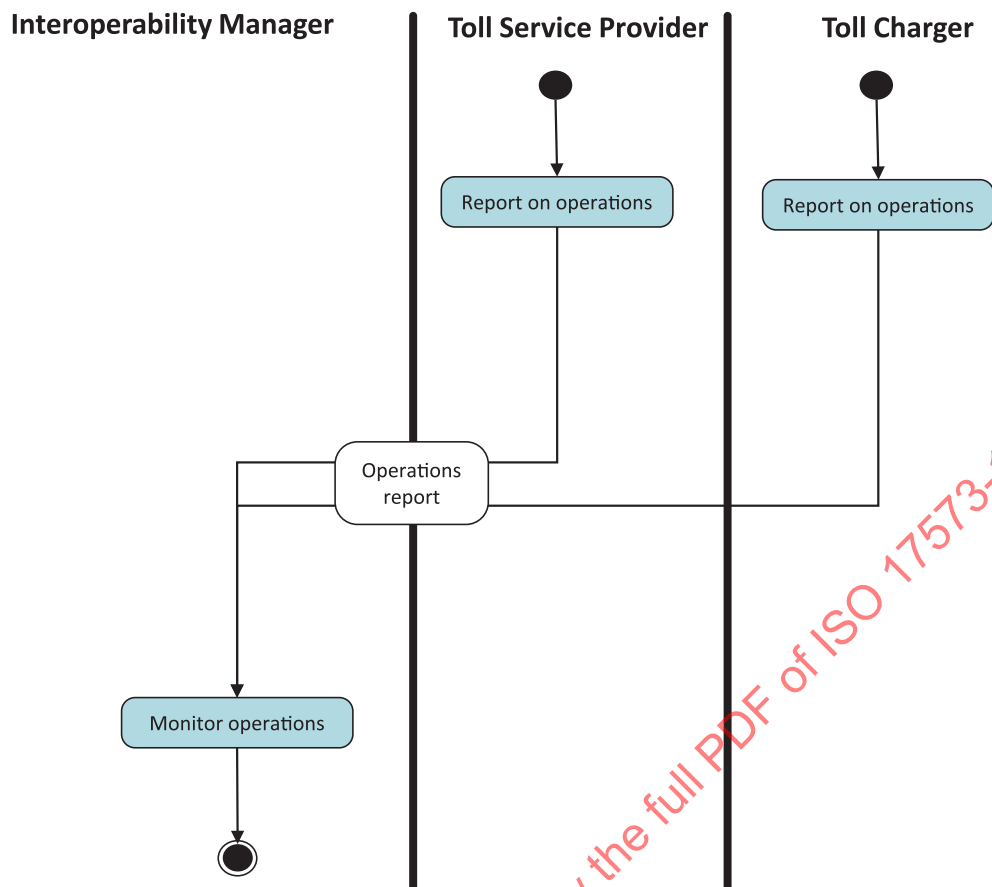 Interoperability Manager
Toll Service Provider
Toll Charger
Report on operations
Report on operations
Operations
report
Monitor operations
the full PDF of ISO 17573-